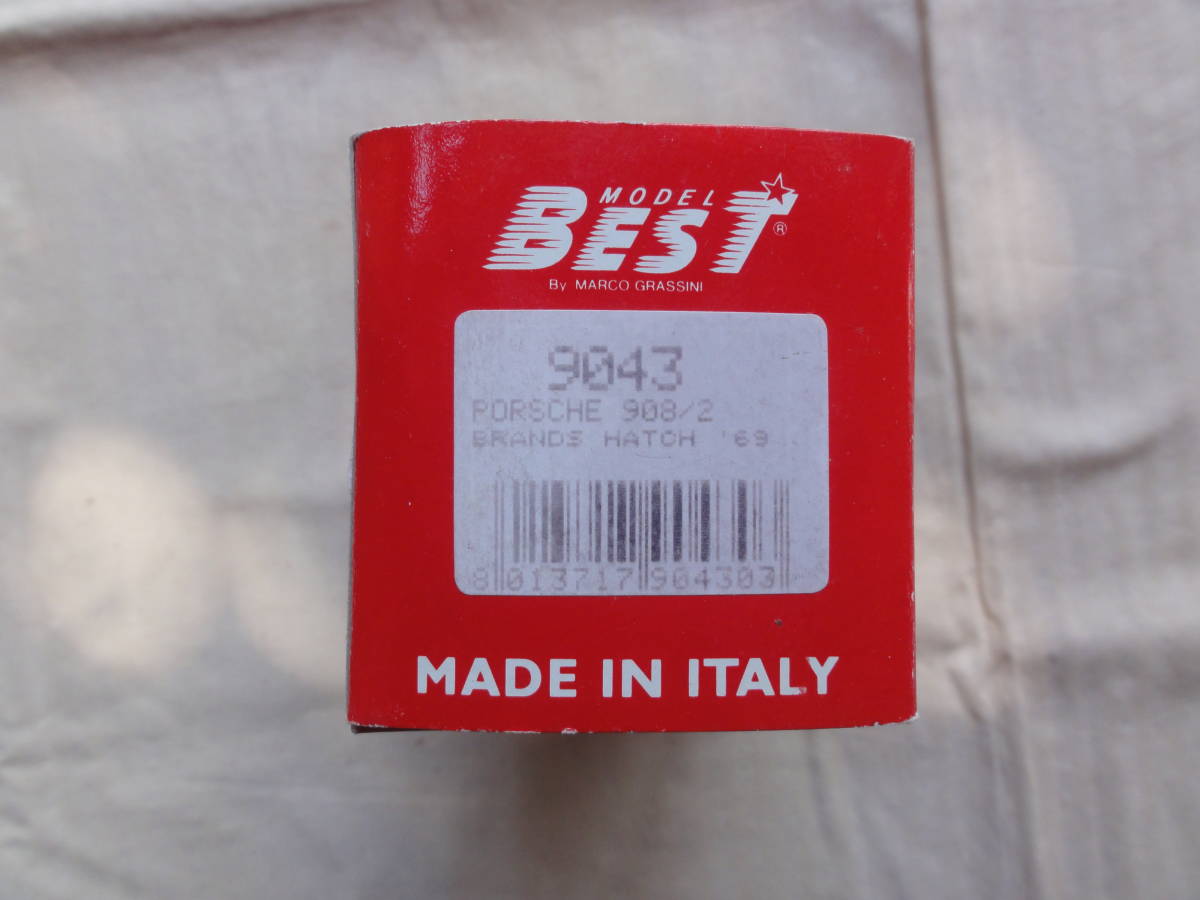 MODEL
BEST ®
By MARCO GRASSINI
9043
PORSCHE 908/2
BRANDS HATCH '69
8 013717 904303
MADE IN ITALY